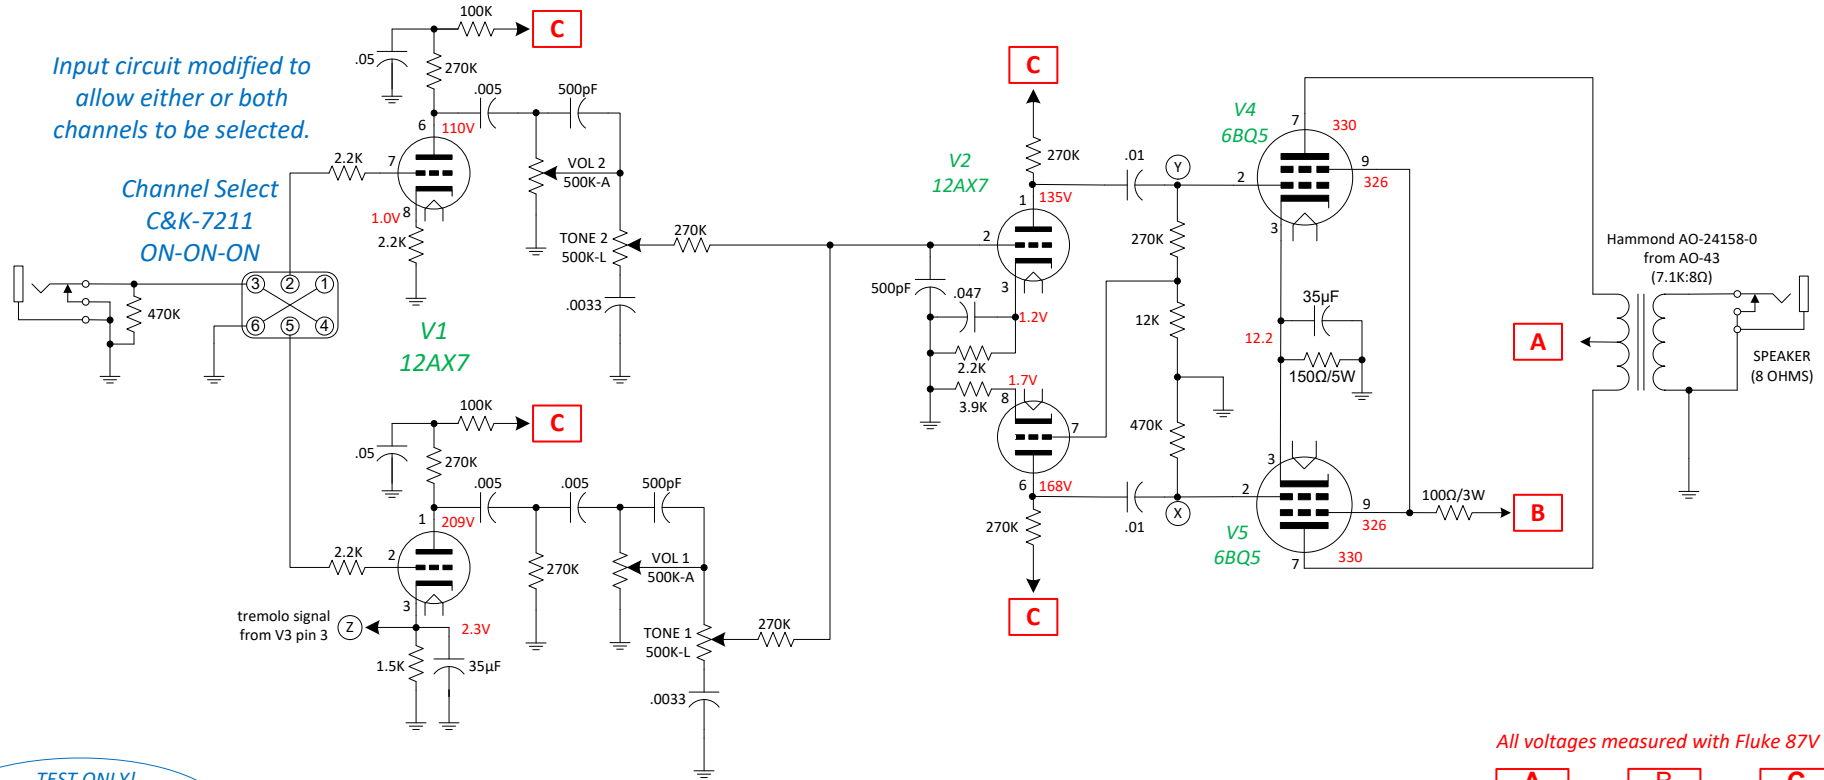 Input circuit modified to
allow either or both
channels to be selected.
Channel Select
C&K-7211
ON-ON-ON
3
2
1
6
5
4
470K
2.2K
7
6
110V
1.0V
8
2.2K
.05
100K
C
270K
.005
500pF
VOL 2
500K-A
TONE 2
500K-L
.0033
270K
V1
12AX7
100K
C
.05
270K
.005
.005
500pF
1
209V
2.2K
2
3
tremolo signal
from V3 pin 3
Z
2.3V
1.5K
35µF
270K
VOL 1
500K-A
TONE 1
500K-L
270K
.0033
C
270K
V2
12AX7
1
135V
2
3
500pF
.047
1.2V
2.2K
3.9K
1.7V
8
7
6
168V
270K
C
.01
Y
270K
12K
470K
.01
X
V4
6BQ5
7
330
9
326
2
3
12.2
35µF
150Ω/5W
3
2
9
326
V5
6BQ5
7
330
100Ω/3W
B
A
Hammond AO-24158-0
from AO-43
(7.1K:8Ω)
SPEAKER
(8 OHMS)
All voltages measured with Fluke 87V
TEST ONLY!
A
B
C